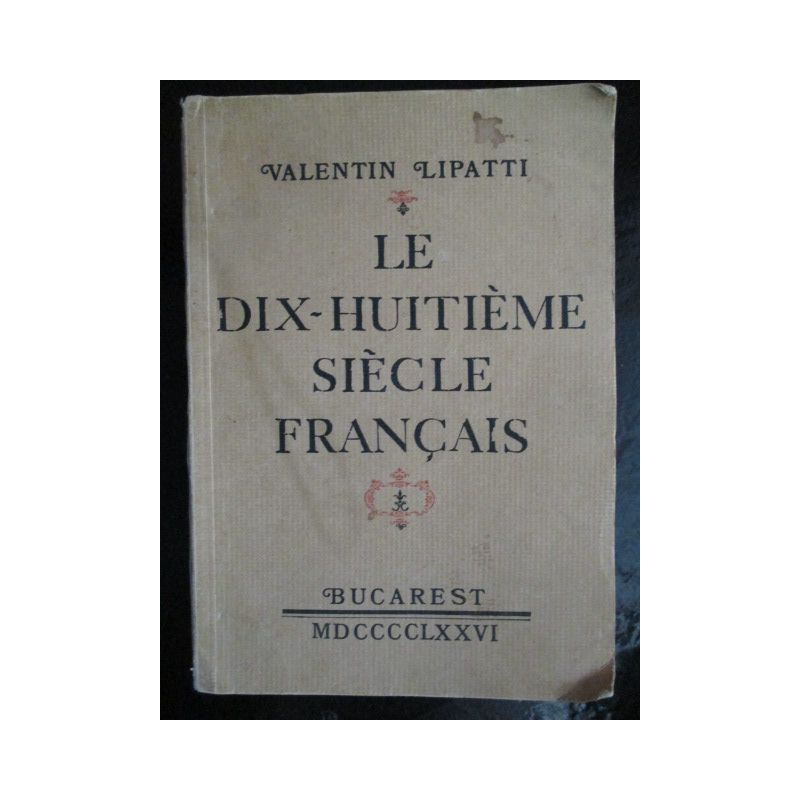 VALENTIN LIPATTI
LE
DIX-HUITIÈME
SIÈCLE
FRANÇAIS
BUCAREST
MDCCCCLXXVI